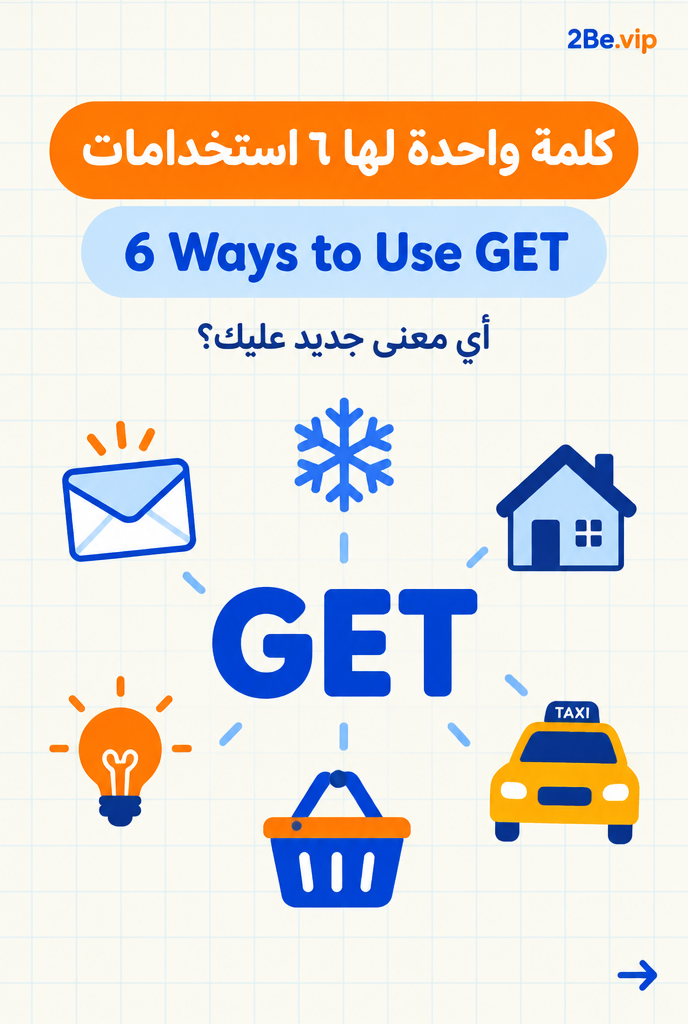 2Be.vip
كلمة واحدة لها ٦ استخدامات
6 Ways to Use GET
أي معنى جديد عليك؟
GET
TAXI